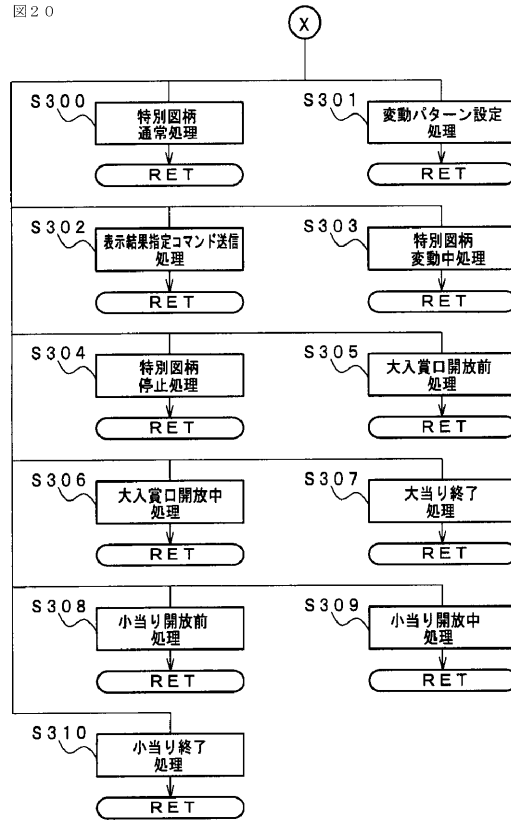 図20
X
S300
特別図柄
通常処理
RET
S301
変動パターン設定
処理
RET
S302
表示結果指定コマンド送信
処理
RET
S303
特別図柄
変動中処理
RET
S304
特別図柄
停止処理
RET
S305
大入賞口開放前
処理
RET
S306
大入賞口開放中
処理
RET
S307
大当り終了
処理
RET
S308
小当り開放前
処理
RET
S309
小当り開放中
処理
RET
S310
小当り終了
処理
RET